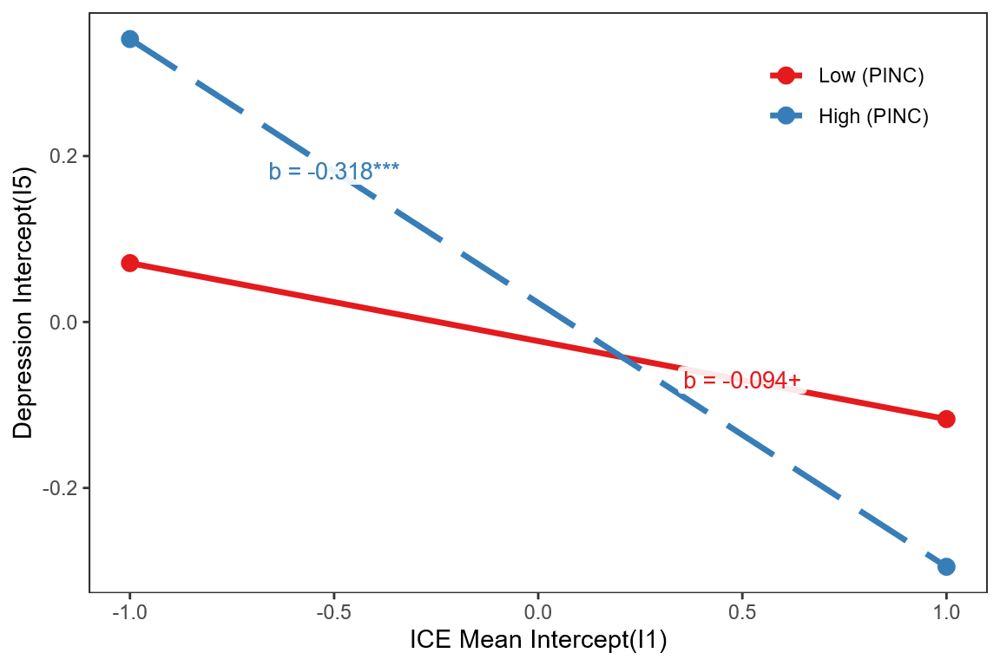 Low (PINC)
High (PINC)
b = -0.318***
b = -0.094+
Depression Intercept(I5)
0.2
0.0
-0.2
-1.0
-0.5
0.0
0.5
1.0
ICE Mean Intercept(I1)